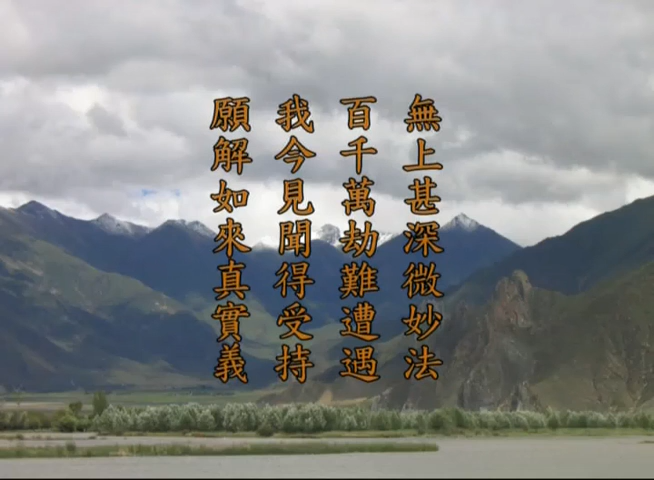 無上甚深微妙法
百千萬劫難遭遇
我今見聞得受持
願解如來真實義